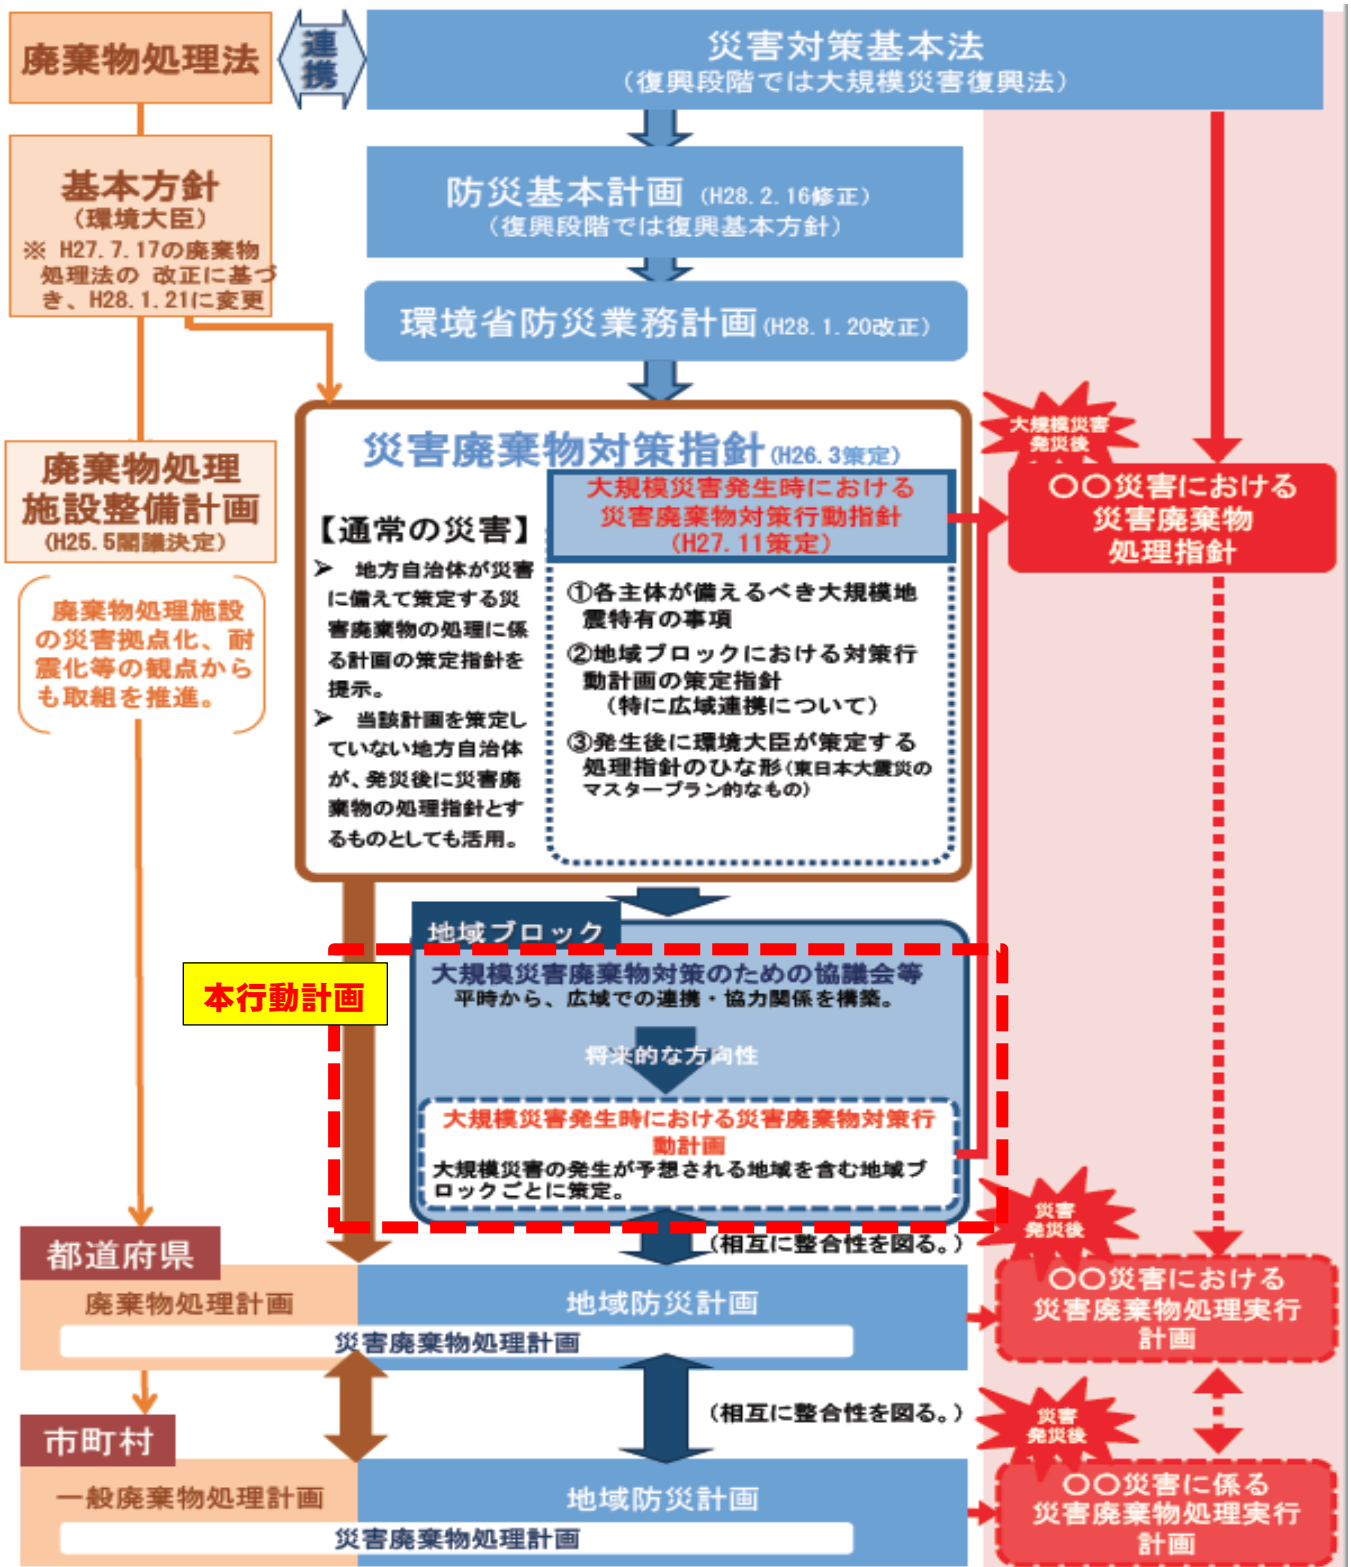 廃棄物処理法
連携
災害対策基本法
(復興段階では大規模災害復興法)
基本方針
(環境大臣)
※ H27.7.17の廃棄物
処理法の 改正に基づ
き、H28.1.21に変更
防災基本計画 (H28.2.16修正)
(復興段階では復興基本方針)
環境省防災業務計画(H28.1.20改正)
廃棄物処理
施設整備計画
(H25.5閣議決定)
廃棄物処理施設
の災害拠点化、耐
震化等の観点から
も取組を推進。
災害廃棄物対策指針(H26.3策定)
【通常の災害】
➢ 地方自治体が災害
に備えて策定する災
害廃棄物の処理に係
る計画の策定指針を
提示。
➢ 当該計画を策定し
ていない地方自治体
が、発災後に災害廃
棄物の処理指針とす
るものとしても活用。
大規模災害発生時における
災害廃棄物対策行動指針
(H27.11策定)
①各主体が備えるべき大規模地
震特有の事項
②地域ブロックにおける対策行
動計画の策定指針
(特に広域連携について)
③発生後に環境大臣が策定する
処理指針のひな形(東日本大震災の
マスタープラン的なもの)
大規模災害
発災後
〇〇災害における
災害廃棄物
処理指針
地域ブロック
大規模災害廃棄物対策のための協議会等
平時から、広域での連携・協力関係を構築。
本行動計画
将来的な方向性
大規模災害発生時における災害廃棄物対策行
動計画
大規模災害の発生が予想される地域を含む地域ブ
ロックごとに策定。
(相互に整合性を図る。)
災害
発災後
都道府県
廃棄物処理計画
地域防災計画
災害廃棄物処理計画
〇〇災害における
災害廃棄物処理実行
計画
(相互に整合性を図る。)
災害
発災後
市町村
一般廃棄物処理計画
地域防災計画
災害廃棄物処理計画
〇〇災害に係る
災害廃棄物処理実行
計画